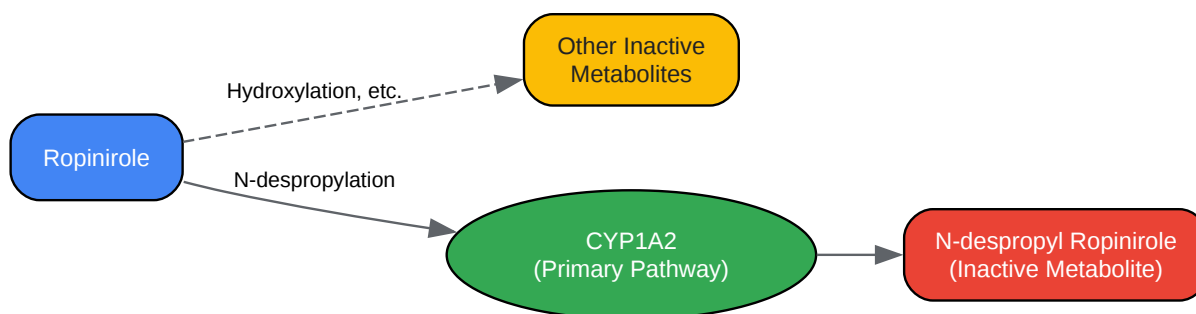 Other Inactive
Metabolites
Hydroxylation, etc.
Ropinirole
N-despropylation
CYP1A2
(Primary Pathway)
N-despropyl Ropinirole
(Inactive Metabolite)